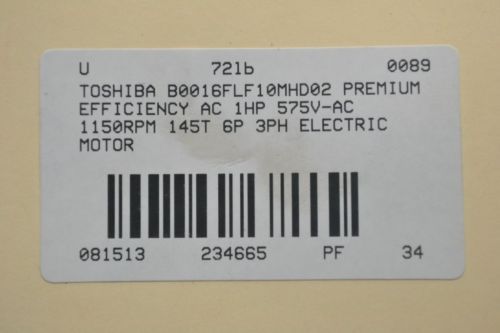 U 72lb 0089
TOSHIBA B0016FLF10MHD02 PREMIUM
EFFICIENCY AC 1HP 575V-AC
1150RPM 145T 6P 3PH ELECTRIC
MOTOR
081513 234665 PF 34